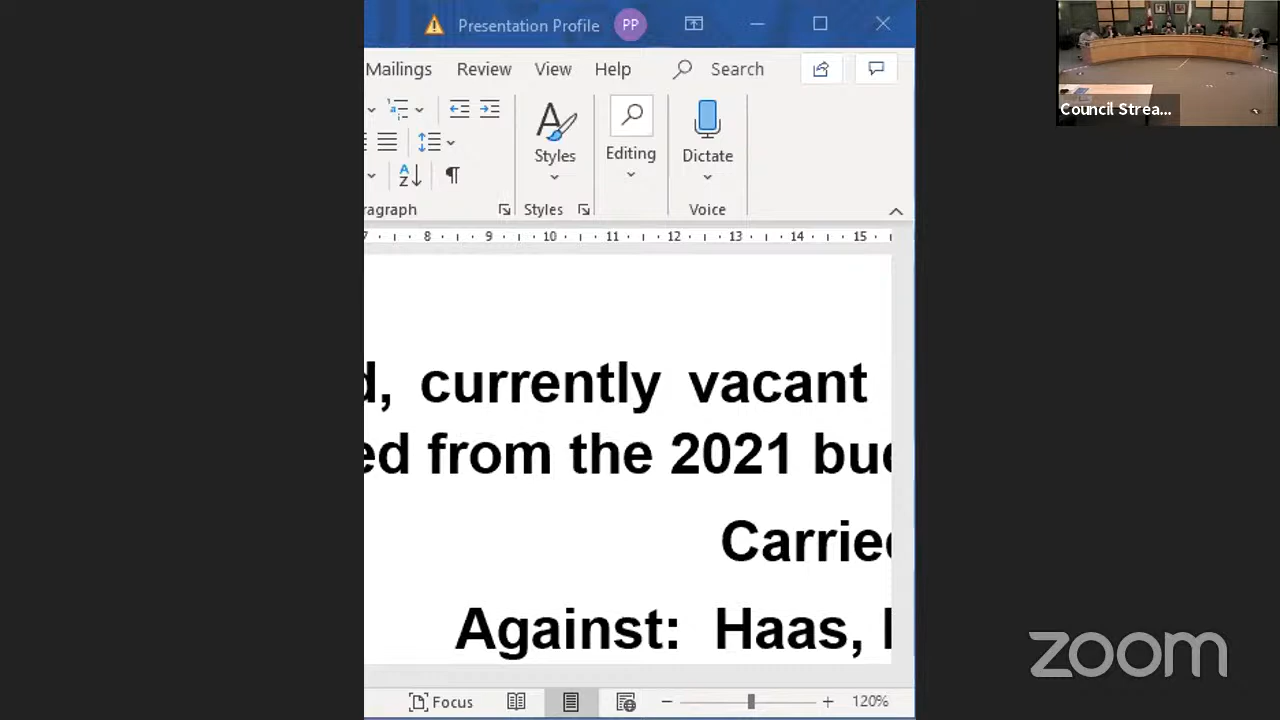 Presentation Profile PP
Mailings Review View Help Search
Styles
Editing
Dictate
ragraph Styles Voice
7 8 9 10 11 12 13 14 15
d, currently vacant
ed from the 2021 bu
Carrie
Against: Haas,
Focus 120%
Council Strea...
zoom